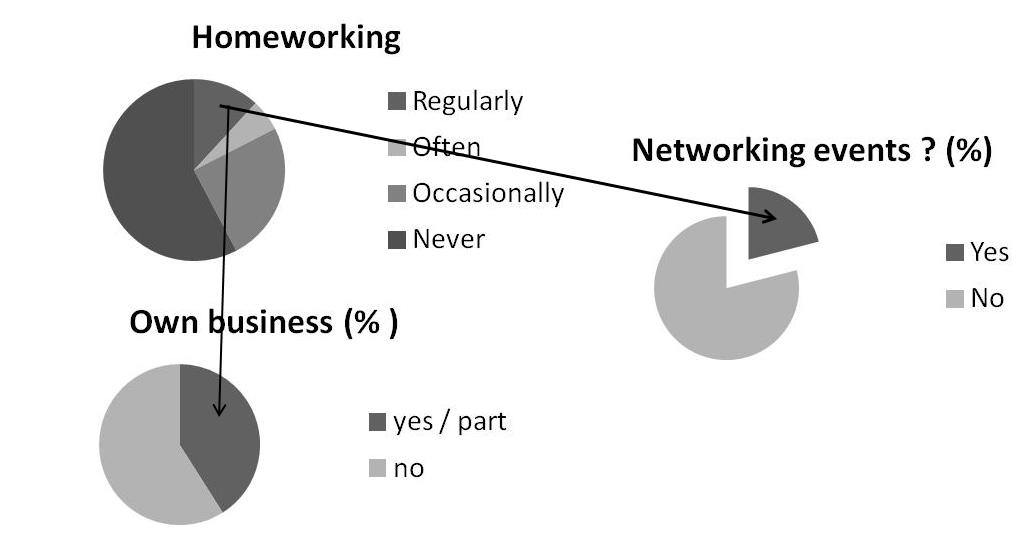 Homeworking
Regularly
Often
Occasionally
Never
Networking events ? (%)
Yes
No
Own business (% )
yes / part
no